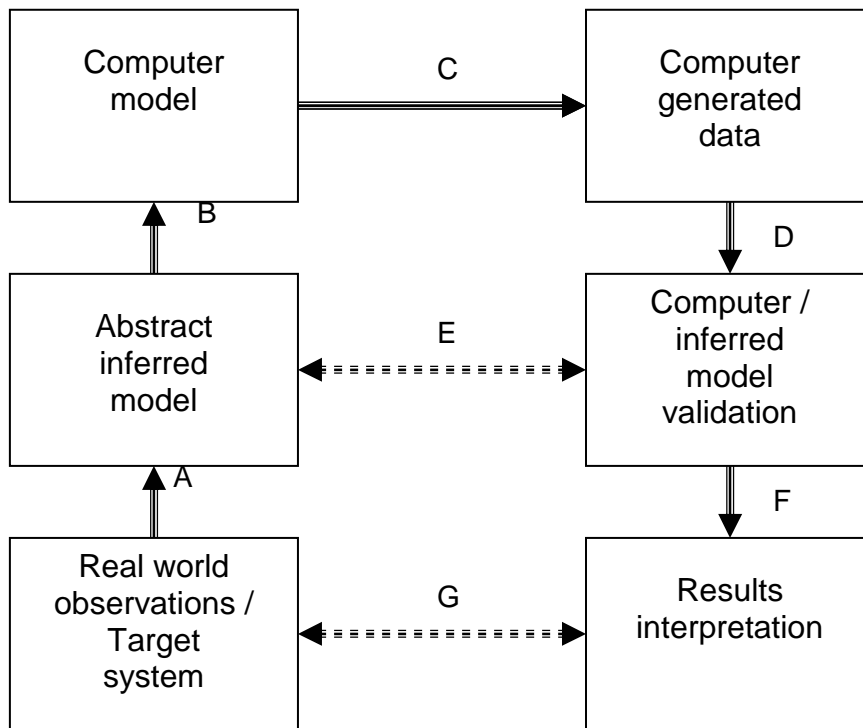 Computer
model
C
Computer
generated
data
B
D
Abstract
inferred
model
E
Computer /
inferred
model
validation
A
F
Real world
observations /
Target
system
G
Results
interpretation